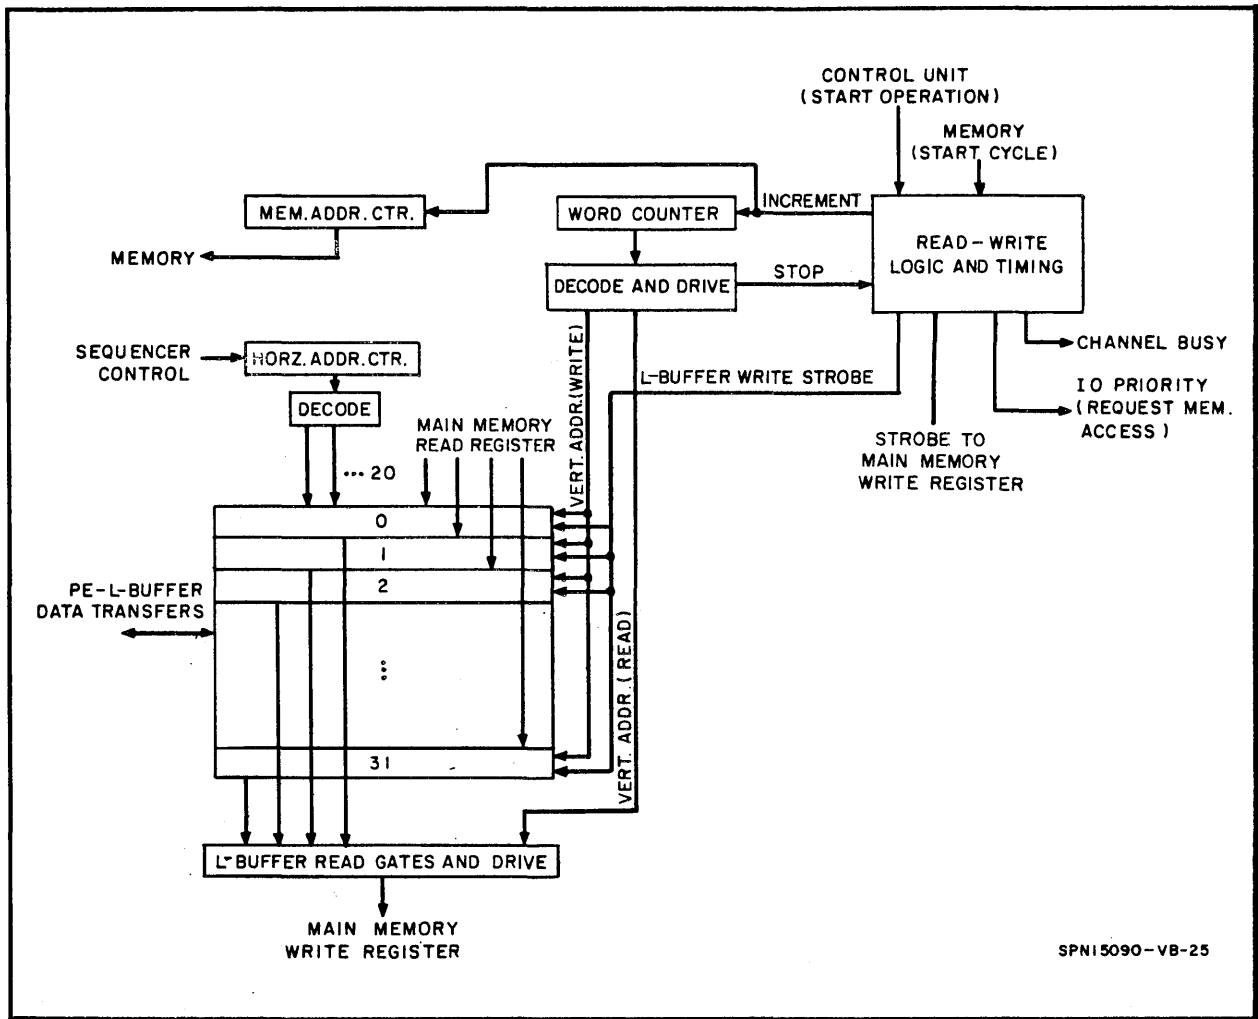 CONTROL UNIT
(START OPERATION)
MEMORY
(START CYCLE)
MEM.ADDR.CTR.
WORD COUNTER
INCREMENT
READ-WRITE
LOGIC AND TIMING
MEMORY
DECODE AND DRIVE
STOP
SEQUENCER
CONTROL
HORZ.ADDR.CTR.
DECODE
MAIN MEMORY
READ REGISTER
VERT. ADDR.(WRITE)
L-BUFFER WRITE STROBE
CHANNEL BUSY
IO PRIORITY
(REQUEST MEM.
ACCESS)
STROBE TO
MAIN MEMORY
WRITE REGISTER
...20
0
1
2
...
31
PE-L-BUFFER
DATA TRANSFERS
VERT. ADDR.(READ)
L-BUFFER READ GATES AND DRIVE
MAIN MEMORY
WRITE REGISTER
SPN15090-VB-25